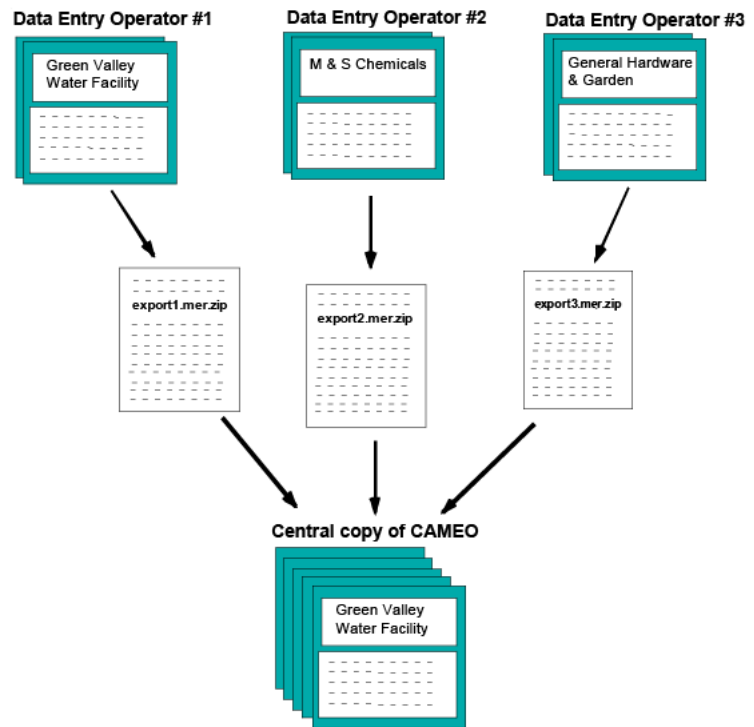 Data Entry Operator #1
Data Entry Operator #2
Data Entry Operator #3
Green Valley
Water Facility
M & S Chemicals
General Hardware
& Garden
export1.mer.zip
export2.mer.zip
export3.mer.zip
Central copy of CAMEO
Green Valley
Water Facility